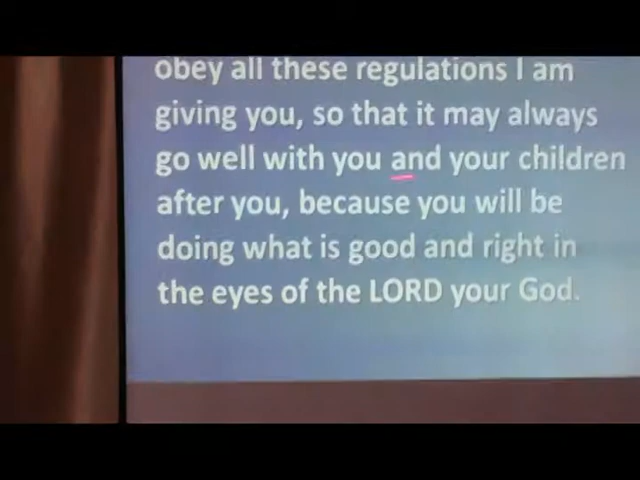 obey all these regulations I am
giving you, so that it may always
go well with you and your children
after you, because you will be
doing what is good and right in
the eyes of the LORD your God.